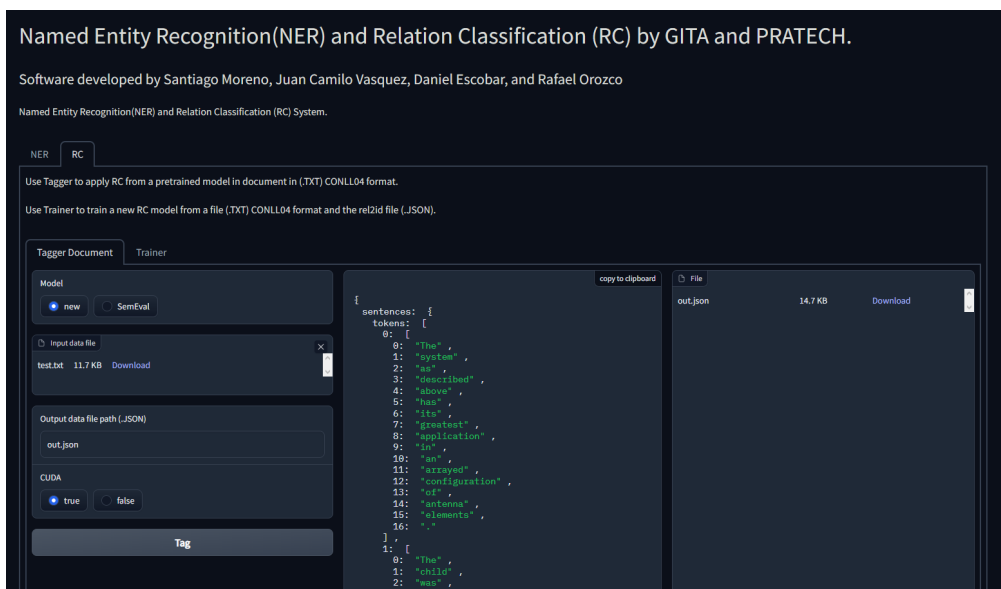 Named Entity Recognition(NER) and Relation Classification (RC) by GITA and PRATECH.
Software developed by Santiago Moreno, Juan Camilo Vasquez, Daniel Escobar, and Rafael Orozco
Named Entity Recognition(NER) and Relation Classification (RC) System.
NER RC
Use Tagger to apply RC from a pretrained model in document in (.TXT) CONLL04 format.
Use Trainer to train a new RC model from a file (.TXT) CONLL04 format and the rel2id file (.JSON).
Tagger Document Trainer
Model
new SemEval
Input data file
test.txt 11.7 KB Download
Output data file path (.JSON)
out.json
CUDA
true false
Tag
copy to clipboard
{
sentences: {
tokens: [
0: [
0: "The" ,
1: "system" ,
2: "as" ,
3: "described" ,
4: "above" ,
5: "has" ,
6: "its" ,
7: "greatest" ,
8: "application" ,
9: "in" ,
10: "an" ,
11: "arrayed" ,
12: "configuration" ,
13: "of" ,
14: "antenna" ,
15: "elements" ,
16: "."
] ,
1: [
0: "The" ,
1: "child" ,
2: "was" ,
File
out.json 14.7 KB Download